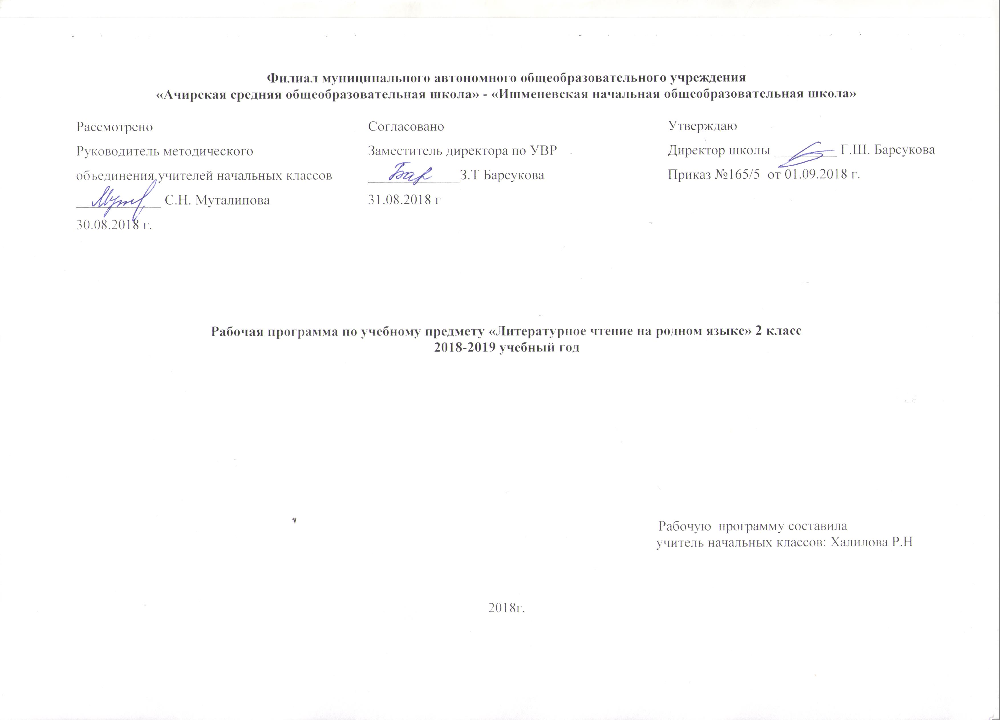 Филиал муниципального автономного общеобразовательного учреждения
«Ачирская средняя общеобразовательная школа» - «Ишменевская начальная общеобразовательная школа»
Рассмотрено
Руководитель методического
объединения учителей начальных классов
______________ С.Н. Муталипова
30.08.2018 г.
Согласовано
Заместитель директора по УВР
Бар З.Т Барсукова
31.08.2018 г
Утверждаю
Директор школы __________ Г.Ш. Барсукова
Приказ №165/5 от 01.09.2018 г.
Рабочая программа по учебному предмету «Литературное чтение на родном языке» 2 класс
2018-2019 учебный год
Рабочую программу составила
учитель начальных классов: Халилова Р.Н
2018г.